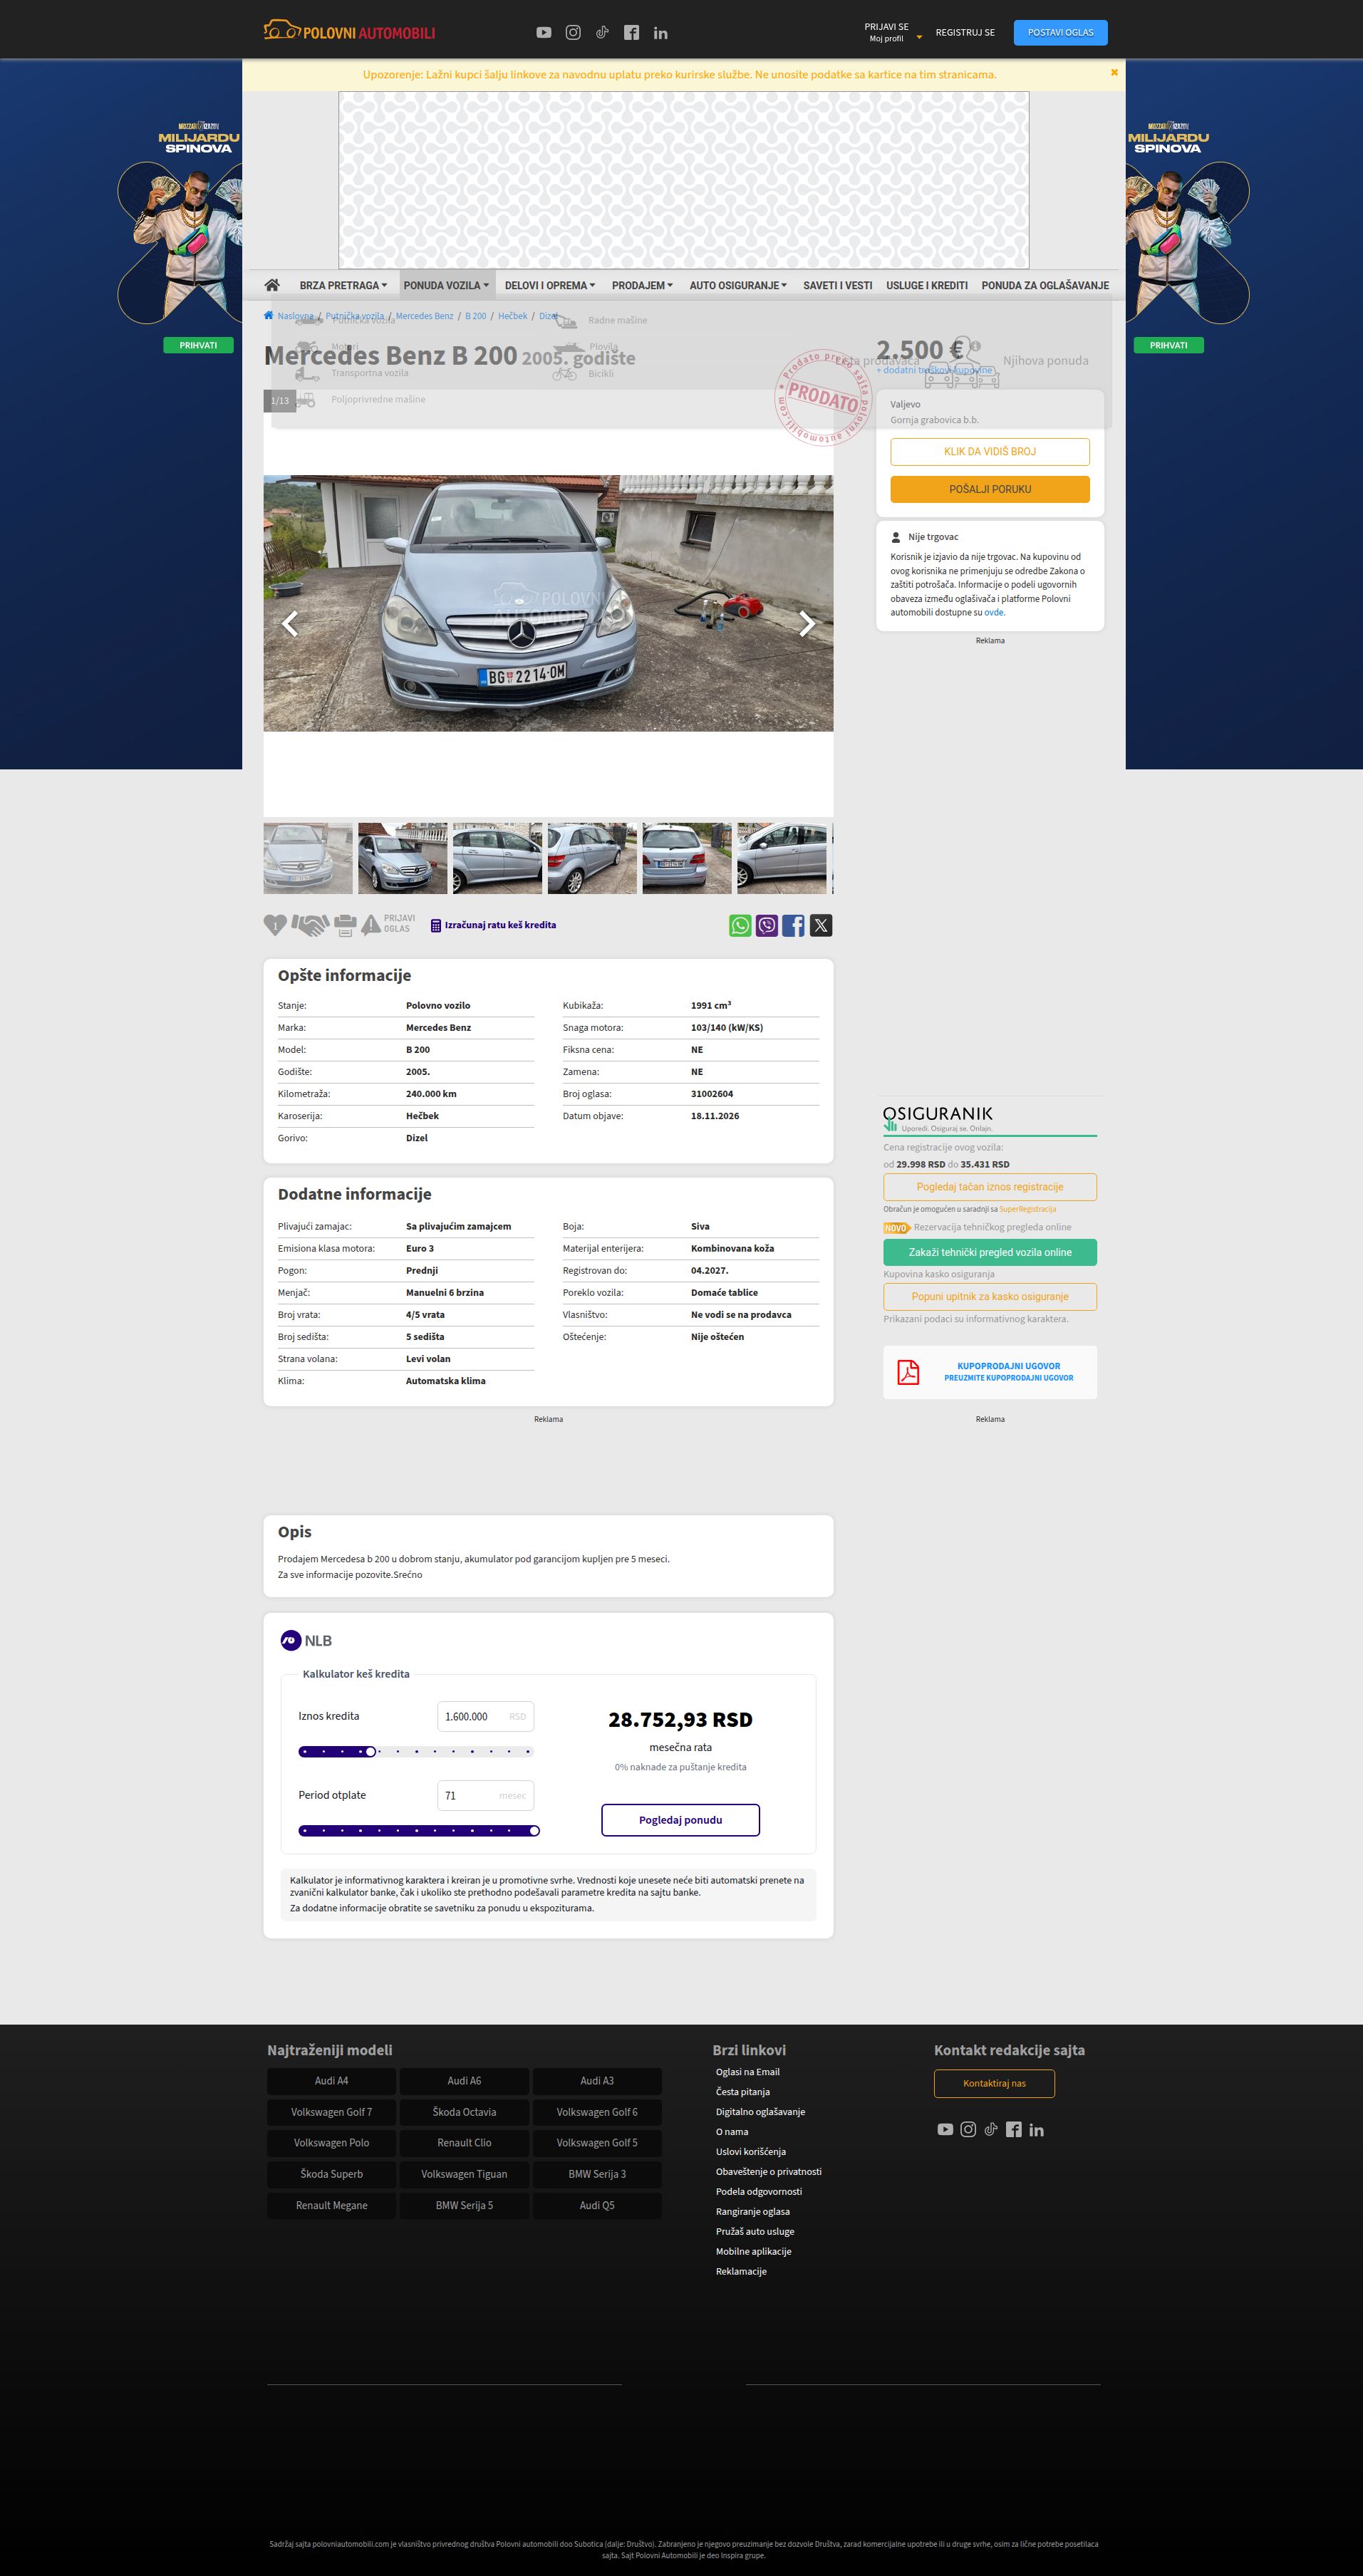 POLOVNI AUTOMOBILI
PRIJAVI SE
Moj profil
REGISTRUJ SE
POSTAVI OGLAS
Upozorenje: Lažni kupci šalju linkove za navodnu uplatu preko kurirske službe. Ne unosite podatke sa kartice na tim stranicama.
MOZZART IZAZOV
MILIJARDU
SPINOVA
PRIHVATI
MOZZART IZAZOV
MILIJARDU
SPINOVA
PRIHVATI
BRZA PRETRAGA
PONUDA VOZILA
DELOVI I OPREMA
PRODAJEM
AUTO OSIGURANJE
SAVETI I VESTI
USLUGE I KREDITI
PONUDA ZA OGLAŠAVANJE
Naslovna / Putnička vozila / Mercedes Benz / B 200 / Hečbek / Dizel
Putnička vozila
Radne mašine
Motori
Plovila
Transportna vozila
Bicikli
Poljoprivredne mašine
prodavaca
Njihova ponuda
Mercedes Benz B 200 2005. godište
2.500 €
+ dodatni troškovi kupovine
1/13
Prodato preko sajta
PRODATO
polovni automobili.com
Valjevo
Gornja grabovica b.b.
KLIK DA VIDIŠ BROJ
POŠALJI PORUKU
Nije trgovac
Korisnik je izjavio da nije trgovac. Na kupovinu od
ovog korisnika ne primenjuju se odredbe Zakona o
zaštiti potrošača. Informacije o podeli ugovornih
obaveza između oglašivača i platforme Polovni
automobili dostupne su ovde.
Reklama
POLOVNI
AUTOMOBILI
BG 2214-OM
1
PRIJAVI
OGLAS
Izračunaj ratu keš kredita
Opšte informacije
Stanje: Polovno vozilo
Marka: Mercedes Benz
Model: B 200
Godište: 2005.
Kilometraža: 240.000 km
Karoserija: Hečbek
Gorivo: Dizel
Kubikaža: 1991 cm³
Snaga motora: 103/140 (kW/KS)
Fiksna cena: NE
Zamena: NE
Broj oglasa: 31002604
Datum objave: 18.11.2026
Dodatne informacije
Plivajući zamajac: Sa plivajućim zamajcem
Emisiona klasa motora: Euro 3
Pogon: Prednji
Menjač: Manuelni 6 brzina
Broj vrata: 4/5 vrata
Broj sedišta: 5 sedišta
Strana volana: Levi volan
Klima: Automatska klima
Boja: Siva
Materijal enterijera: Kombinovana koža
Registrovan do: 04.2027.
Poreklo vozila: Domaće tablice
Vlasništvo: Ne vodi se na prodavca
Oštećenje: Nije oštećen
OSIGURANIK
Uporedi. Osiguraj se. Onlajn.
Cena registracije ovog vozila:
od 29.998 RSD do 35.431 RSD
Pogledaj tačan iznos registracije
Obračun je omogućen u saradnji sa SuperRegistracija
NOVO Rezervacija tehničkog pregleda online
Zakaži tehnički pregled vozila online
Kupovina kasko osiguranja
Popuni upitnik za kasko osiguranje
Prikazani podaci su informativnog karaktera.
KUPOPRODAJNI UGOVOR
PREUZMITE KUPOPRODAJNI UGOVOR
Reklama
Reklama
Opis
Prodajem Mercedesa b 200 u dobrom stanju, akumulator pod garancijom kupljen pre 5 meseci.
Za sve informacije pozovite.Srećno
NLB
Kalkulator keš kredita
Iznos kredita
1.600.000 RSD
Period otplate
71 mesec
28.752,93 RSD
mesečna rata
0% naknade za puštanje kredita
Pogledaj ponudu
Kalkulator je informativnog karaktera i kreiran je u promotivne svrhe. Vrednosti koje unesete neće biti automatski prenete na
zvanični kalkulator banke, čak i ukoliko ste prethodno podešavali parametre kredita na sajtu banke.
Za dodatne informacije obratite se savetniku za ponudu u ekspoziturama.
Najtraženiji modeli
Audi A4
Audi A6
Audi A3
Volkswagen Golf 7
Škoda Octavia
Volkswagen Golf 6
Volkswagen Polo
Renault Clio
Volkswagen Golf 5
Škoda Superb
Volkswagen Tiguan
BMW Serija 3
Renault Megane
BMW Serija 5
Audi Q5
Brzi linkovi
Oglasi na Email
Česta pitanja
Digitalno oglašavanje
O nama
Uslovi korišćenja
Obaveštenje o privatnosti
Podela odgovornosti
Rangiranje oglasa
Pružaš auto usluge
Mobilne aplikacije
Reklamacije
Kontakt redakcije sajta
Kontaktiraj nas
Sadržaj sajta polovniautomobili.com je vlasništvo privrednog društva Polovni automobili doo Subotica (dalje: Društvo). Zabranjeno je njegovo preuzimanje bez dozvole Društva, zarad komercijalne upotrebe ili u druge svrhe, osim za lične potrebe posetilaca
sajta. Sajt Polovni Automobili je deo Inspira grupe.